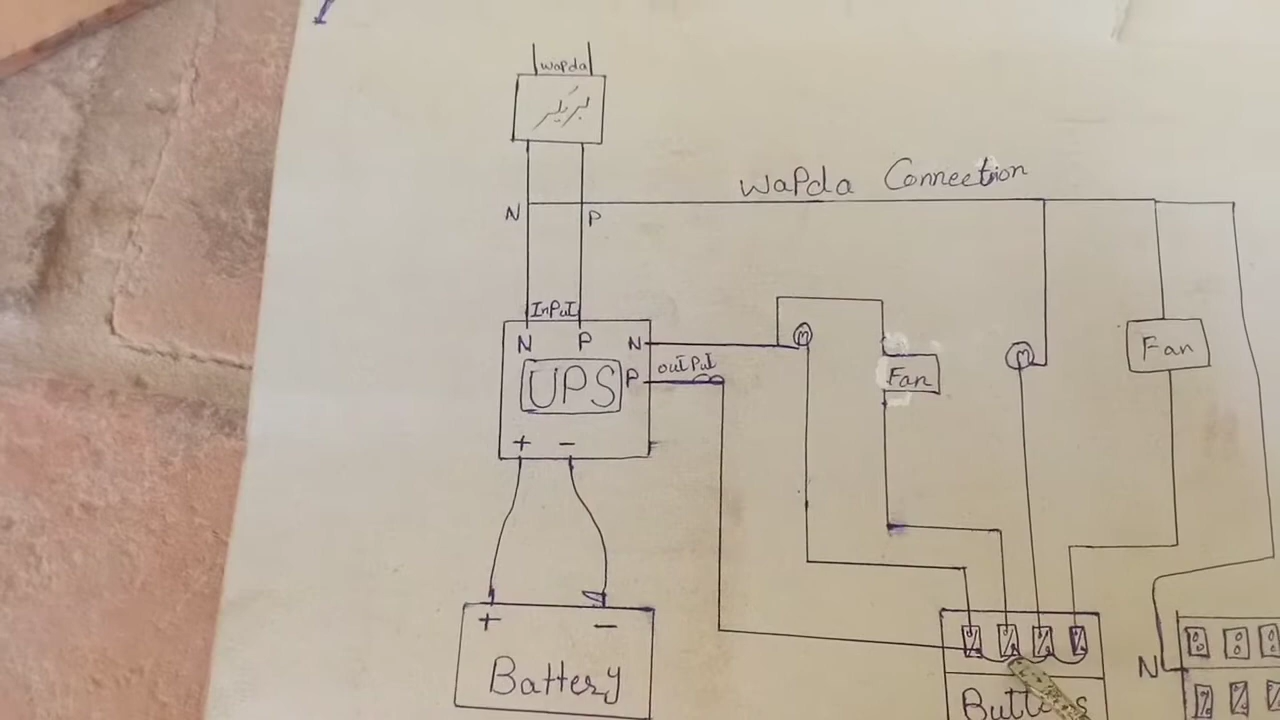 wapda
بریکر
WaPda Connection
N P
InPuT
N P N
outPuT
P
UPS
Fan
M
M
Fan
+ −
+ −
Battery
N